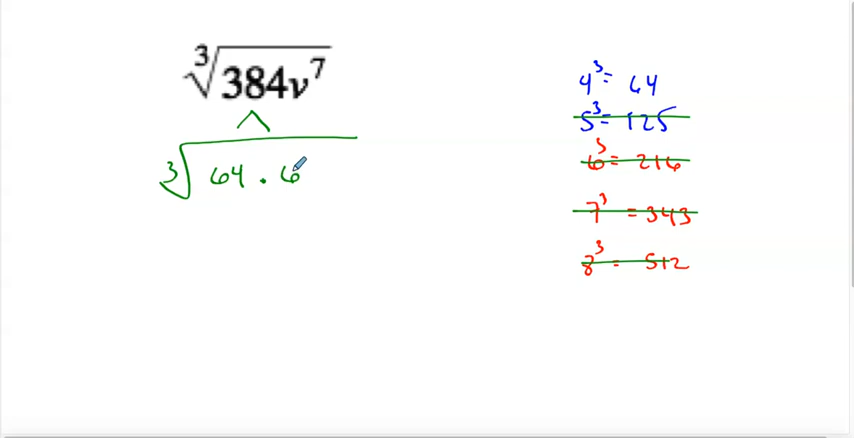 ∛384v⁷
∛64 · 6
4³ = 64
5³ = 125
6³ = 216
7³ = 343
8³ = 512